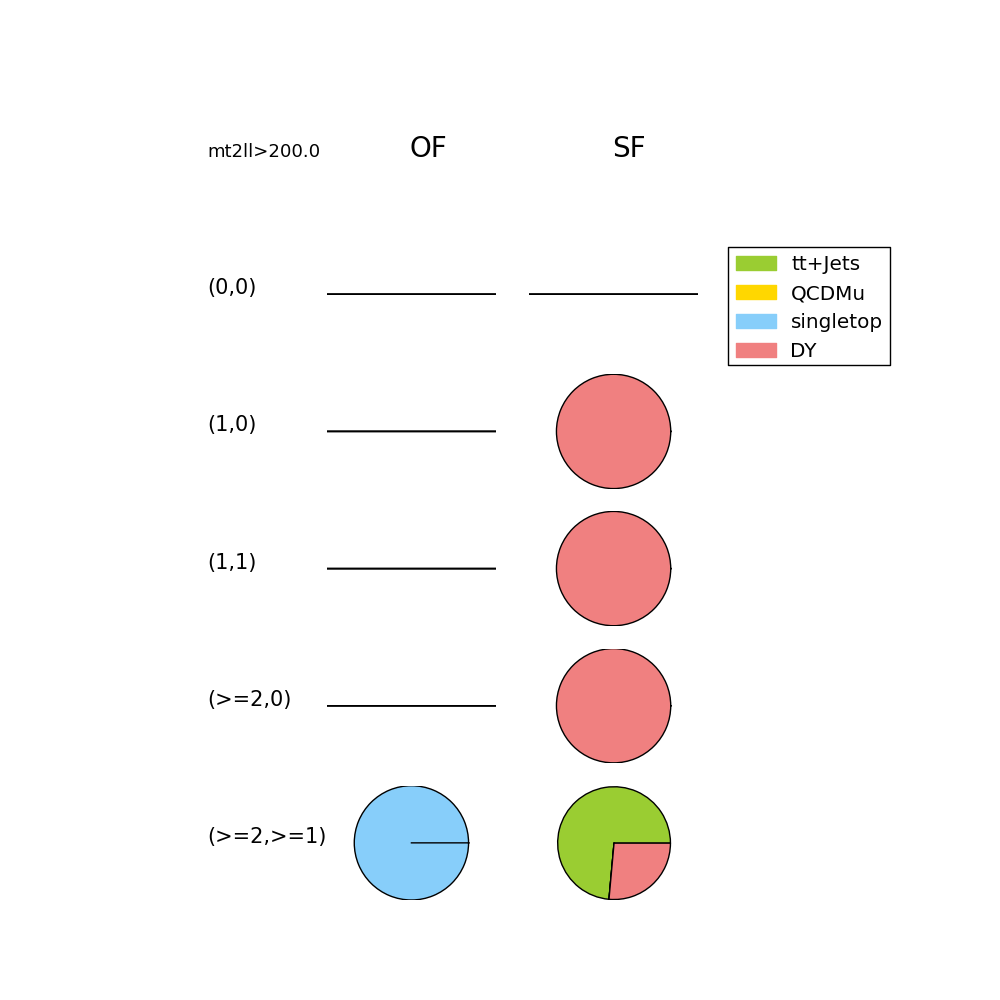 mt2ll>200.0 OF SF
(0,0)
tt+Jets
QCDMu
singletop
DY
(1,0)
(1,1)
(>=2,0)
(>=2,>=1)